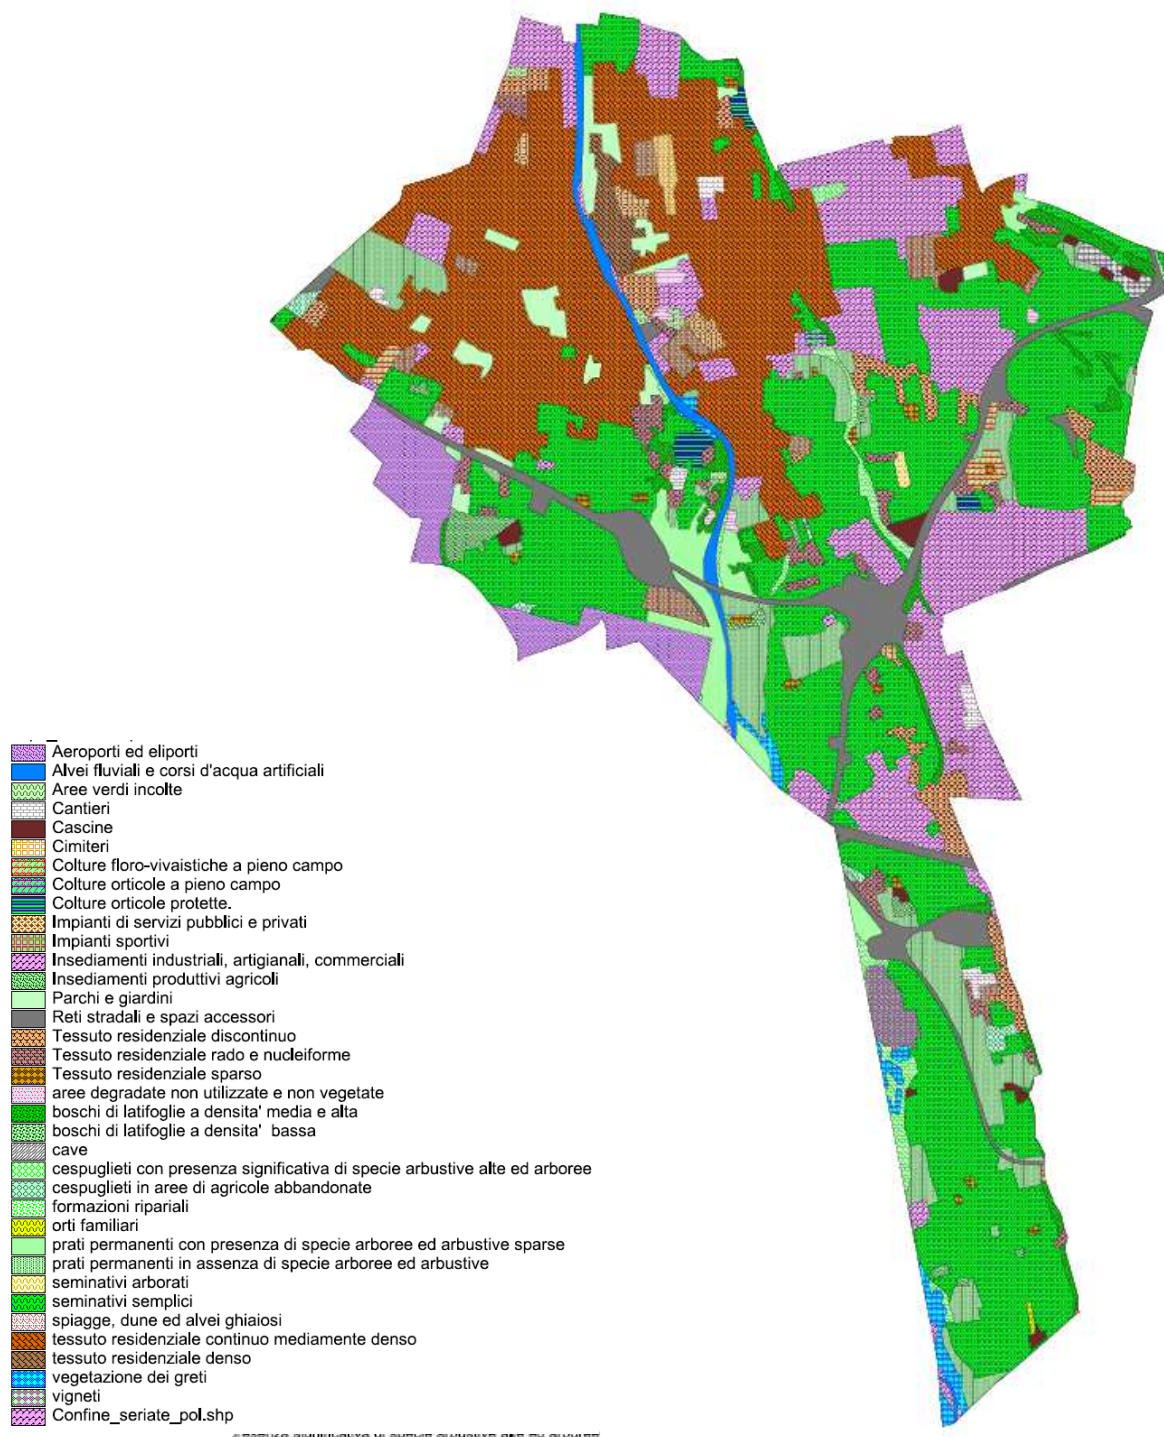 Aeroporti ed eliporti
Alvei fluviali e corsi d'acqua artificiali
Aree verdi incolte
Cantieri
Cascine
Cimiteri
Colture floro-vivaistiche a pieno campo
Colture orticole a pieno campo
Colture orticole protette.
Impianti di servizi pubblici e privati
Impianti sportivi
Insediamenti industriali, artigianali, commerciali
Insediamenti produttivi agricoli
Parchi e giardini
Reti stradali e spazi accessori
Tessuto residenziale discontinuo
Tessuto residenziale rado e nucleiforme
Tessuto residenziale sparso
aree degradate non utilizzate e non vegetate
boschi di latifoglie a densita' media e alta
boschi di latifoglie a densita' bassa
cave
cespuglieti con presenza significativa di specie arbustive alte ed arboree
cespuglieti in aree di agricole abbandonate
formazioni ripariali
orti familiari
prati permanenti con presenza di specie arboree ed arbustive sparse
prati permanenti in assenza di specie arboree ed arbustive
seminativi arborati
seminativi semplici
spiagge, dune ed alvei ghiaiosi
tessuto residenziale continuo mediamente denso
tessuto residenziale denso
vegetazione dei greti
vigneti
Confine_seriate_pol.shp
significativa di specie arbustive alte ed arboree